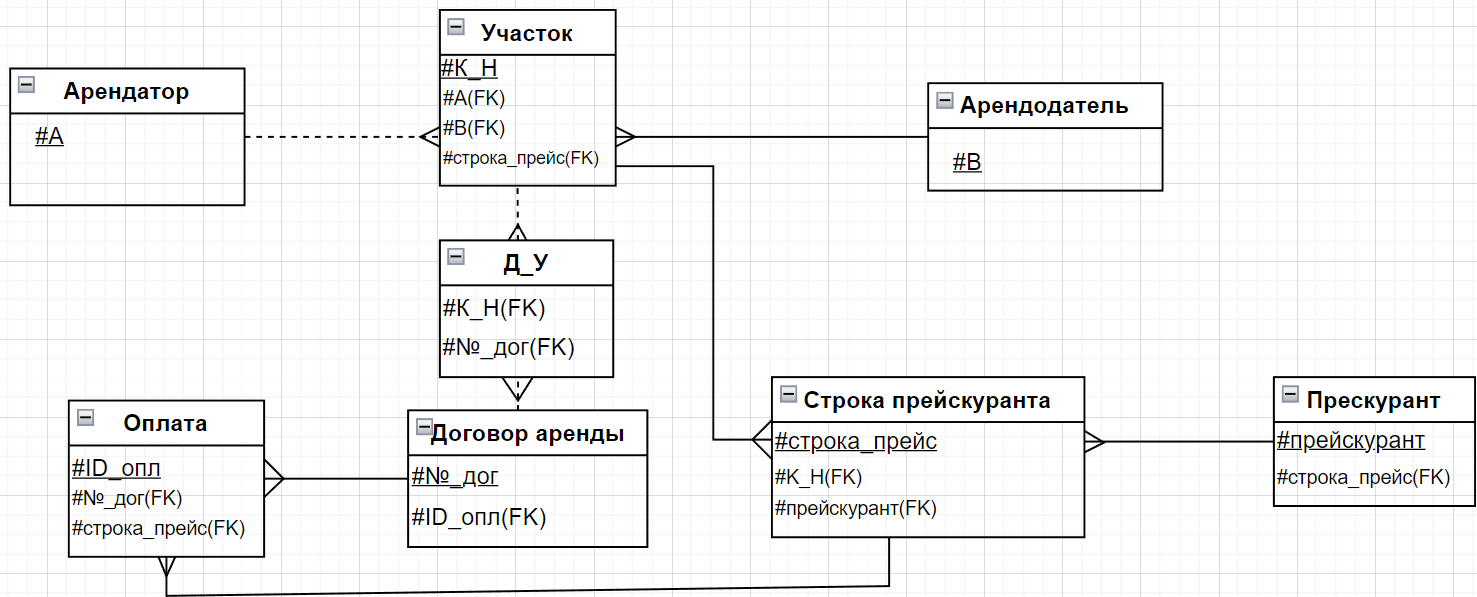 Участок
#К_Н
#А(FK)
#В(FK)
#строка_прейс(FK)
Арендатор
#А
Арендодатель
#В
Д_У
#К_Н(FK)
#№_дог(FK)
Оплата
#ID_опл
#№_дог(FK)
#строка_прейс(FK)
Договор аренды
#№_дог
#ID_опл(FK)
Строка прейскуранта
#строка_прейс
#К_Н(FK)
#прейскурант(FK)
Прескурант
#прейскурант
#строка_прейс(FK)